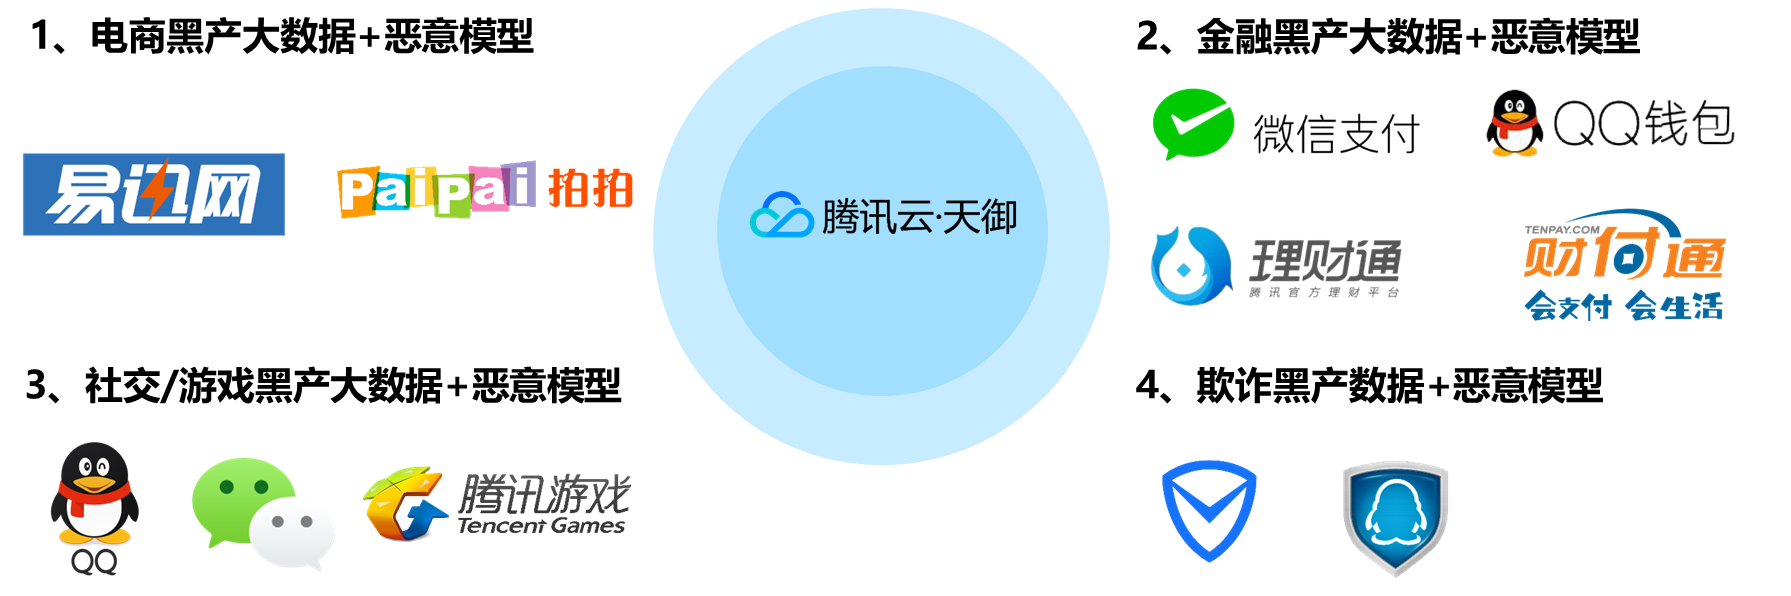 1、电商黑产大数据+恶意模型
易迅网
PaiPai 拍拍
腾讯云·天御
2、金融黑产大数据+恶意模型
微信支付
QQ钱包
理财通
腾讯官方理财平台
TENPAY.COM
财付通
会支付 会生活
3、社交/游戏黑产大数据+恶意模型
QQ
腾讯游戏
Tencent Games
4、欺诈黑产数据+恶意模型